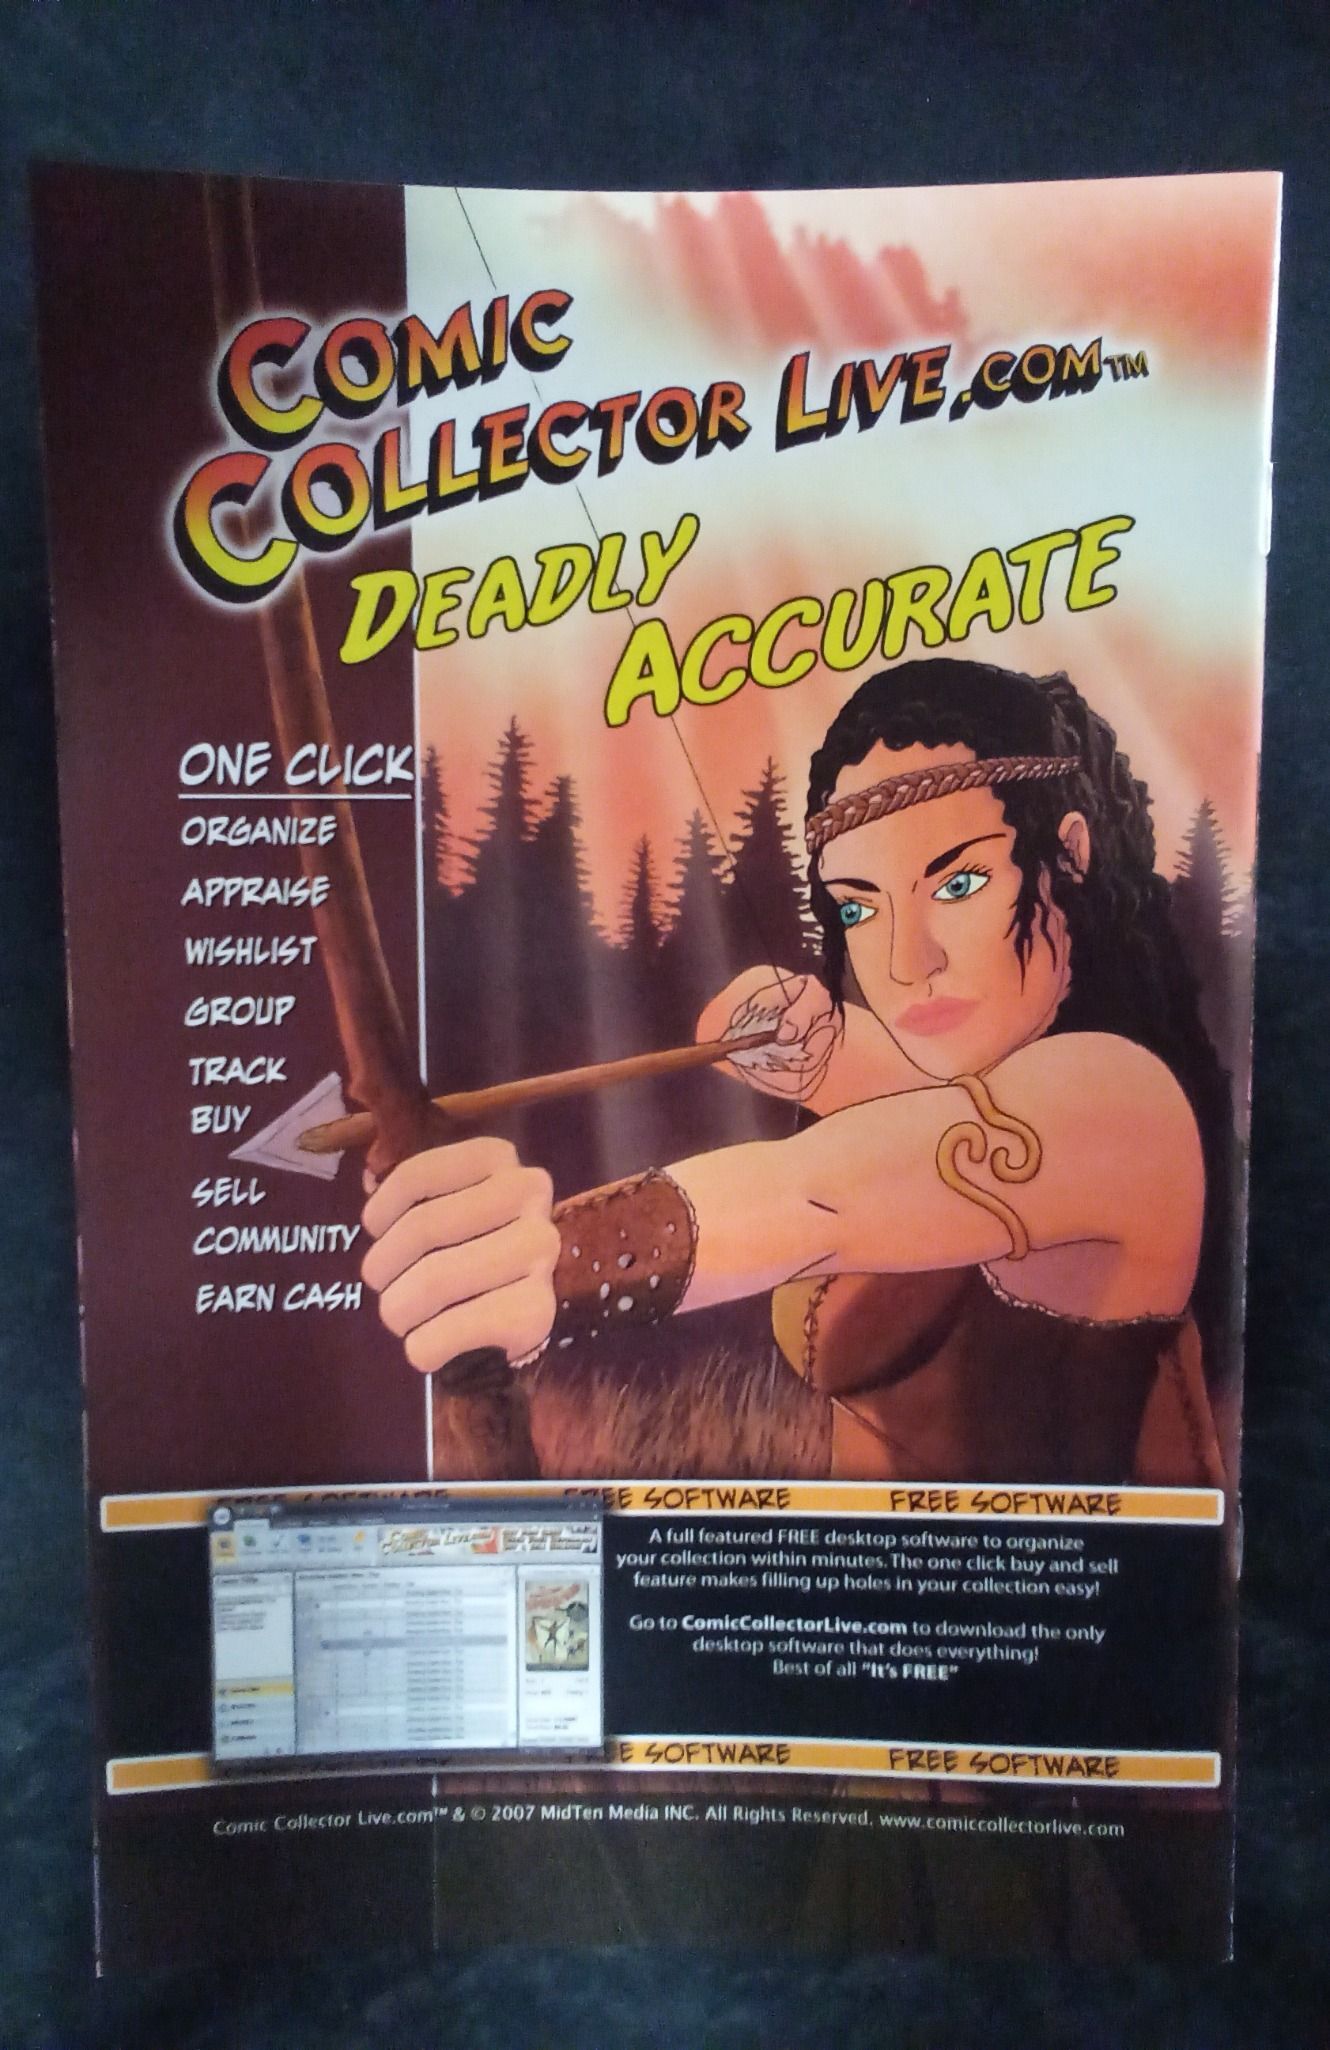 COMIC
COLLECTOR LIVE.COM™
DEADLY
ACCURATE
ONE CLICK
ORGANIZE
APPRAISE
WISHLIST
GROUP
TRACK
BUY
SELL
COMMUNITY
EARN CASH
FREE SOFTWARE FREE SOFTWARE
A full featured FREE desktop software to organize
your collection within minutes. The one click buy and sell
feature makes filling up holes in your collection easy!
Go to ComicCollectorLive.com to download the only
desktop software that does everything!
Best of all "It's FREE"
SOFTWARE FREE SOFTWARE
Comic Collector Live.com™ & © 2007 MidTen Media INC. All Rights Reserved. www.comiccollectorlive.com